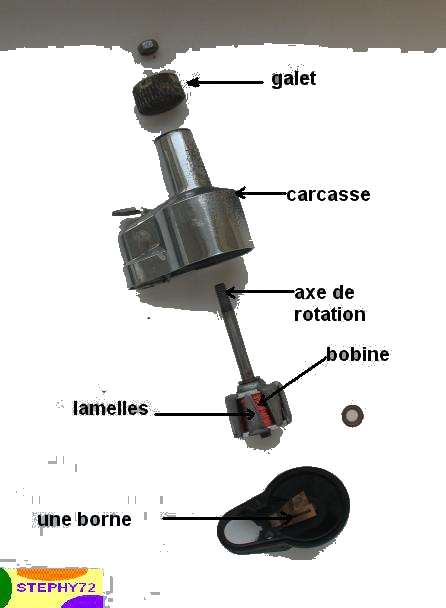 galet
carcasse
axe de
rotation
bobine
lamelles
une borne
STEPHY72